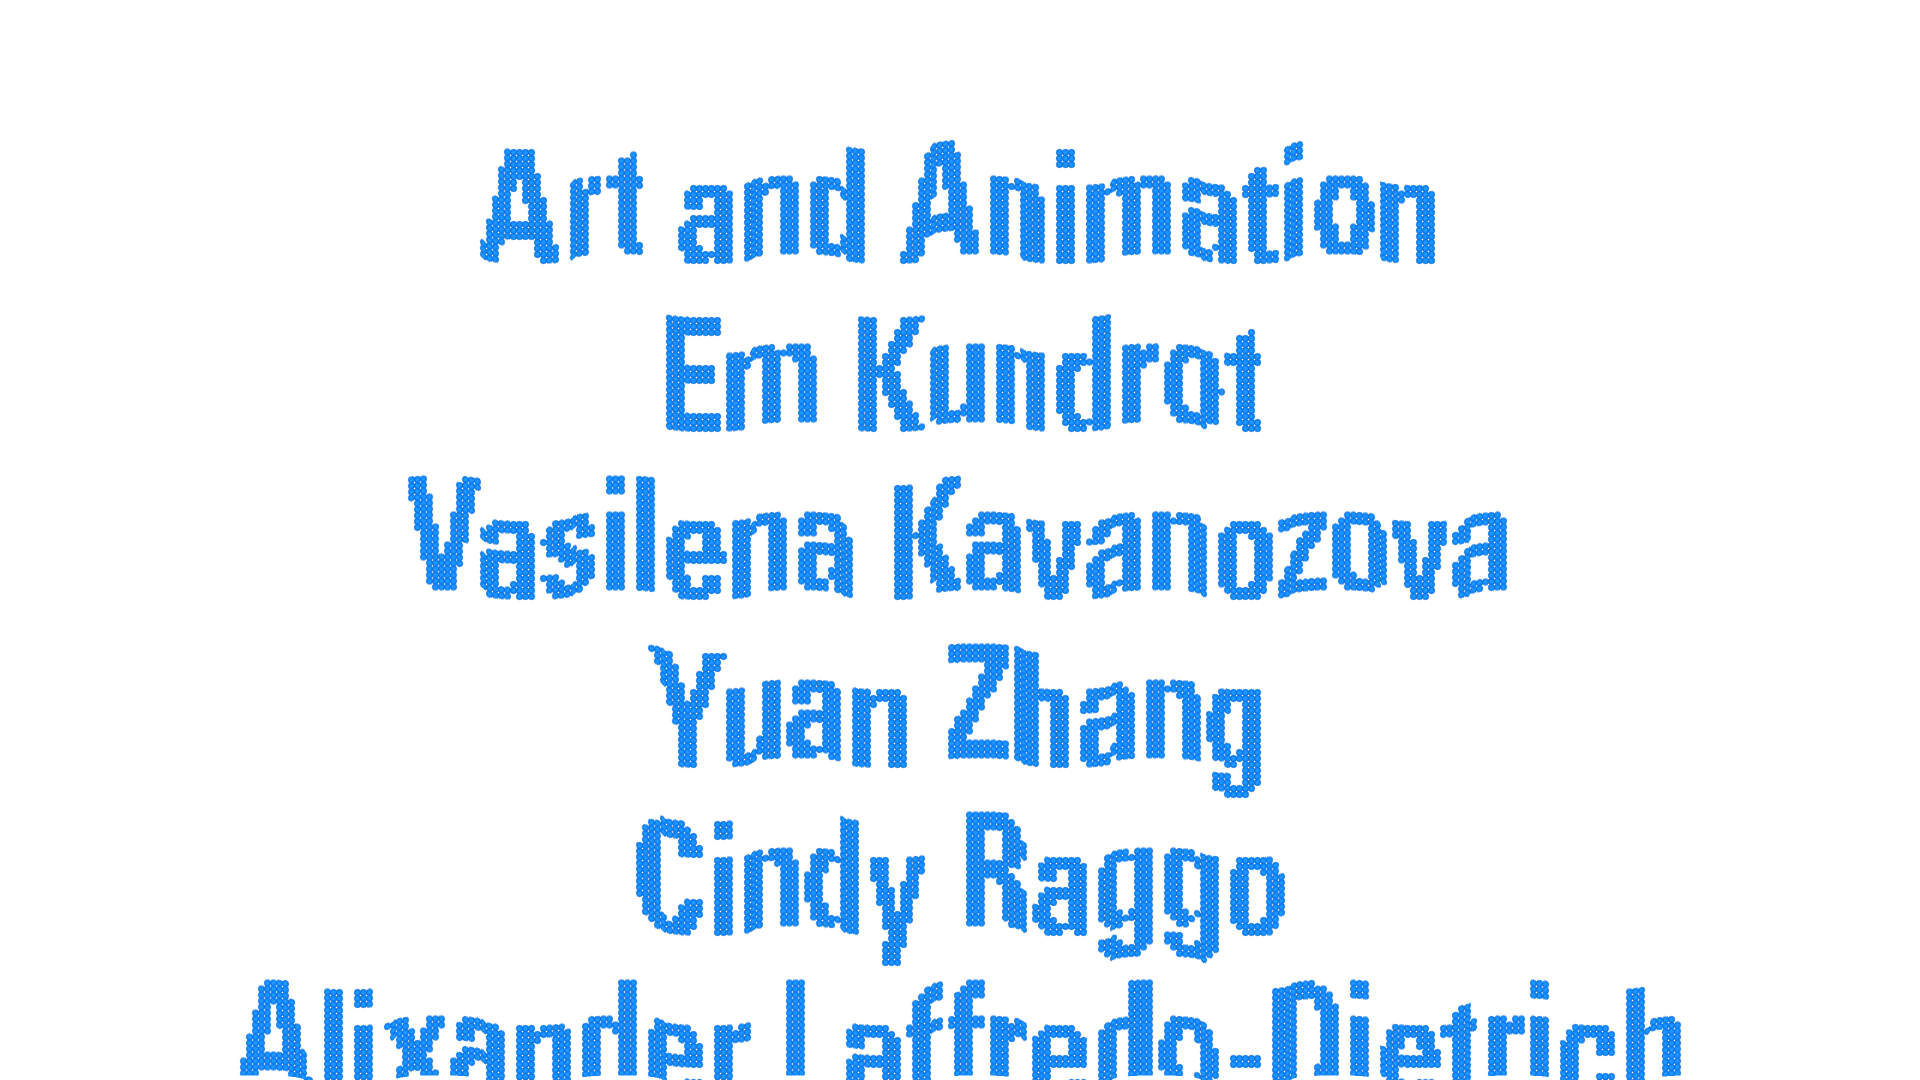 Art and Animation
Em Kundrot
Vasilena Kavanozova
Yuan Zhang
Cindy Raggo
Alixander Laffredo-Dietrich